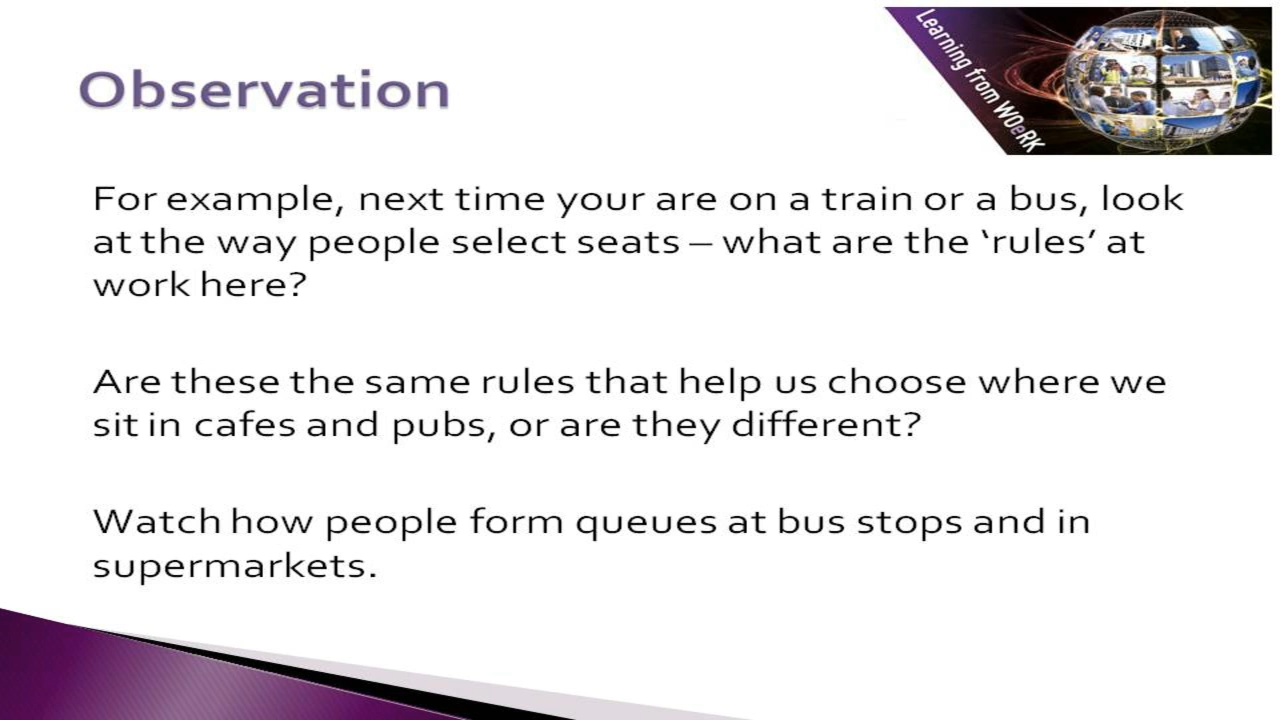 Learning from WOeRK
Observation
For example, next time your are on a train or a bus, look
at the way people select seats – what are the ‘rules’ at
work here?
Are these the same rules that help us choose where we
sit in cafes and pubs, or are they different?
Watch how people form queues at bus stops and in
supermarkets.